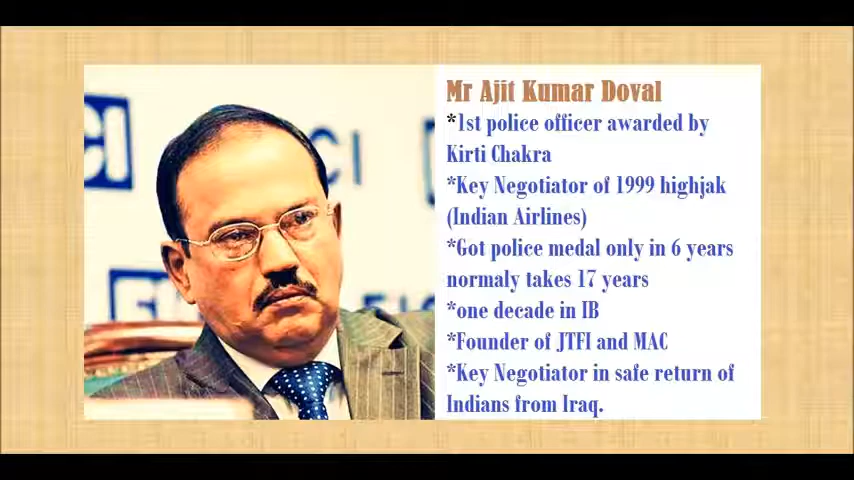 CI
CI
Mr Ajit Kumar Doval
*1st police officer awarded by
Kirti Chakra
*Key Negotiator of 1999 highjak
(Indian Airlines)
*Got police medal only in 6 years
normaly takes 17 years
*one decade in IB
*Founder of JTFI and MAC
*Key Negotiator in safe return of
Indians from Iraq.